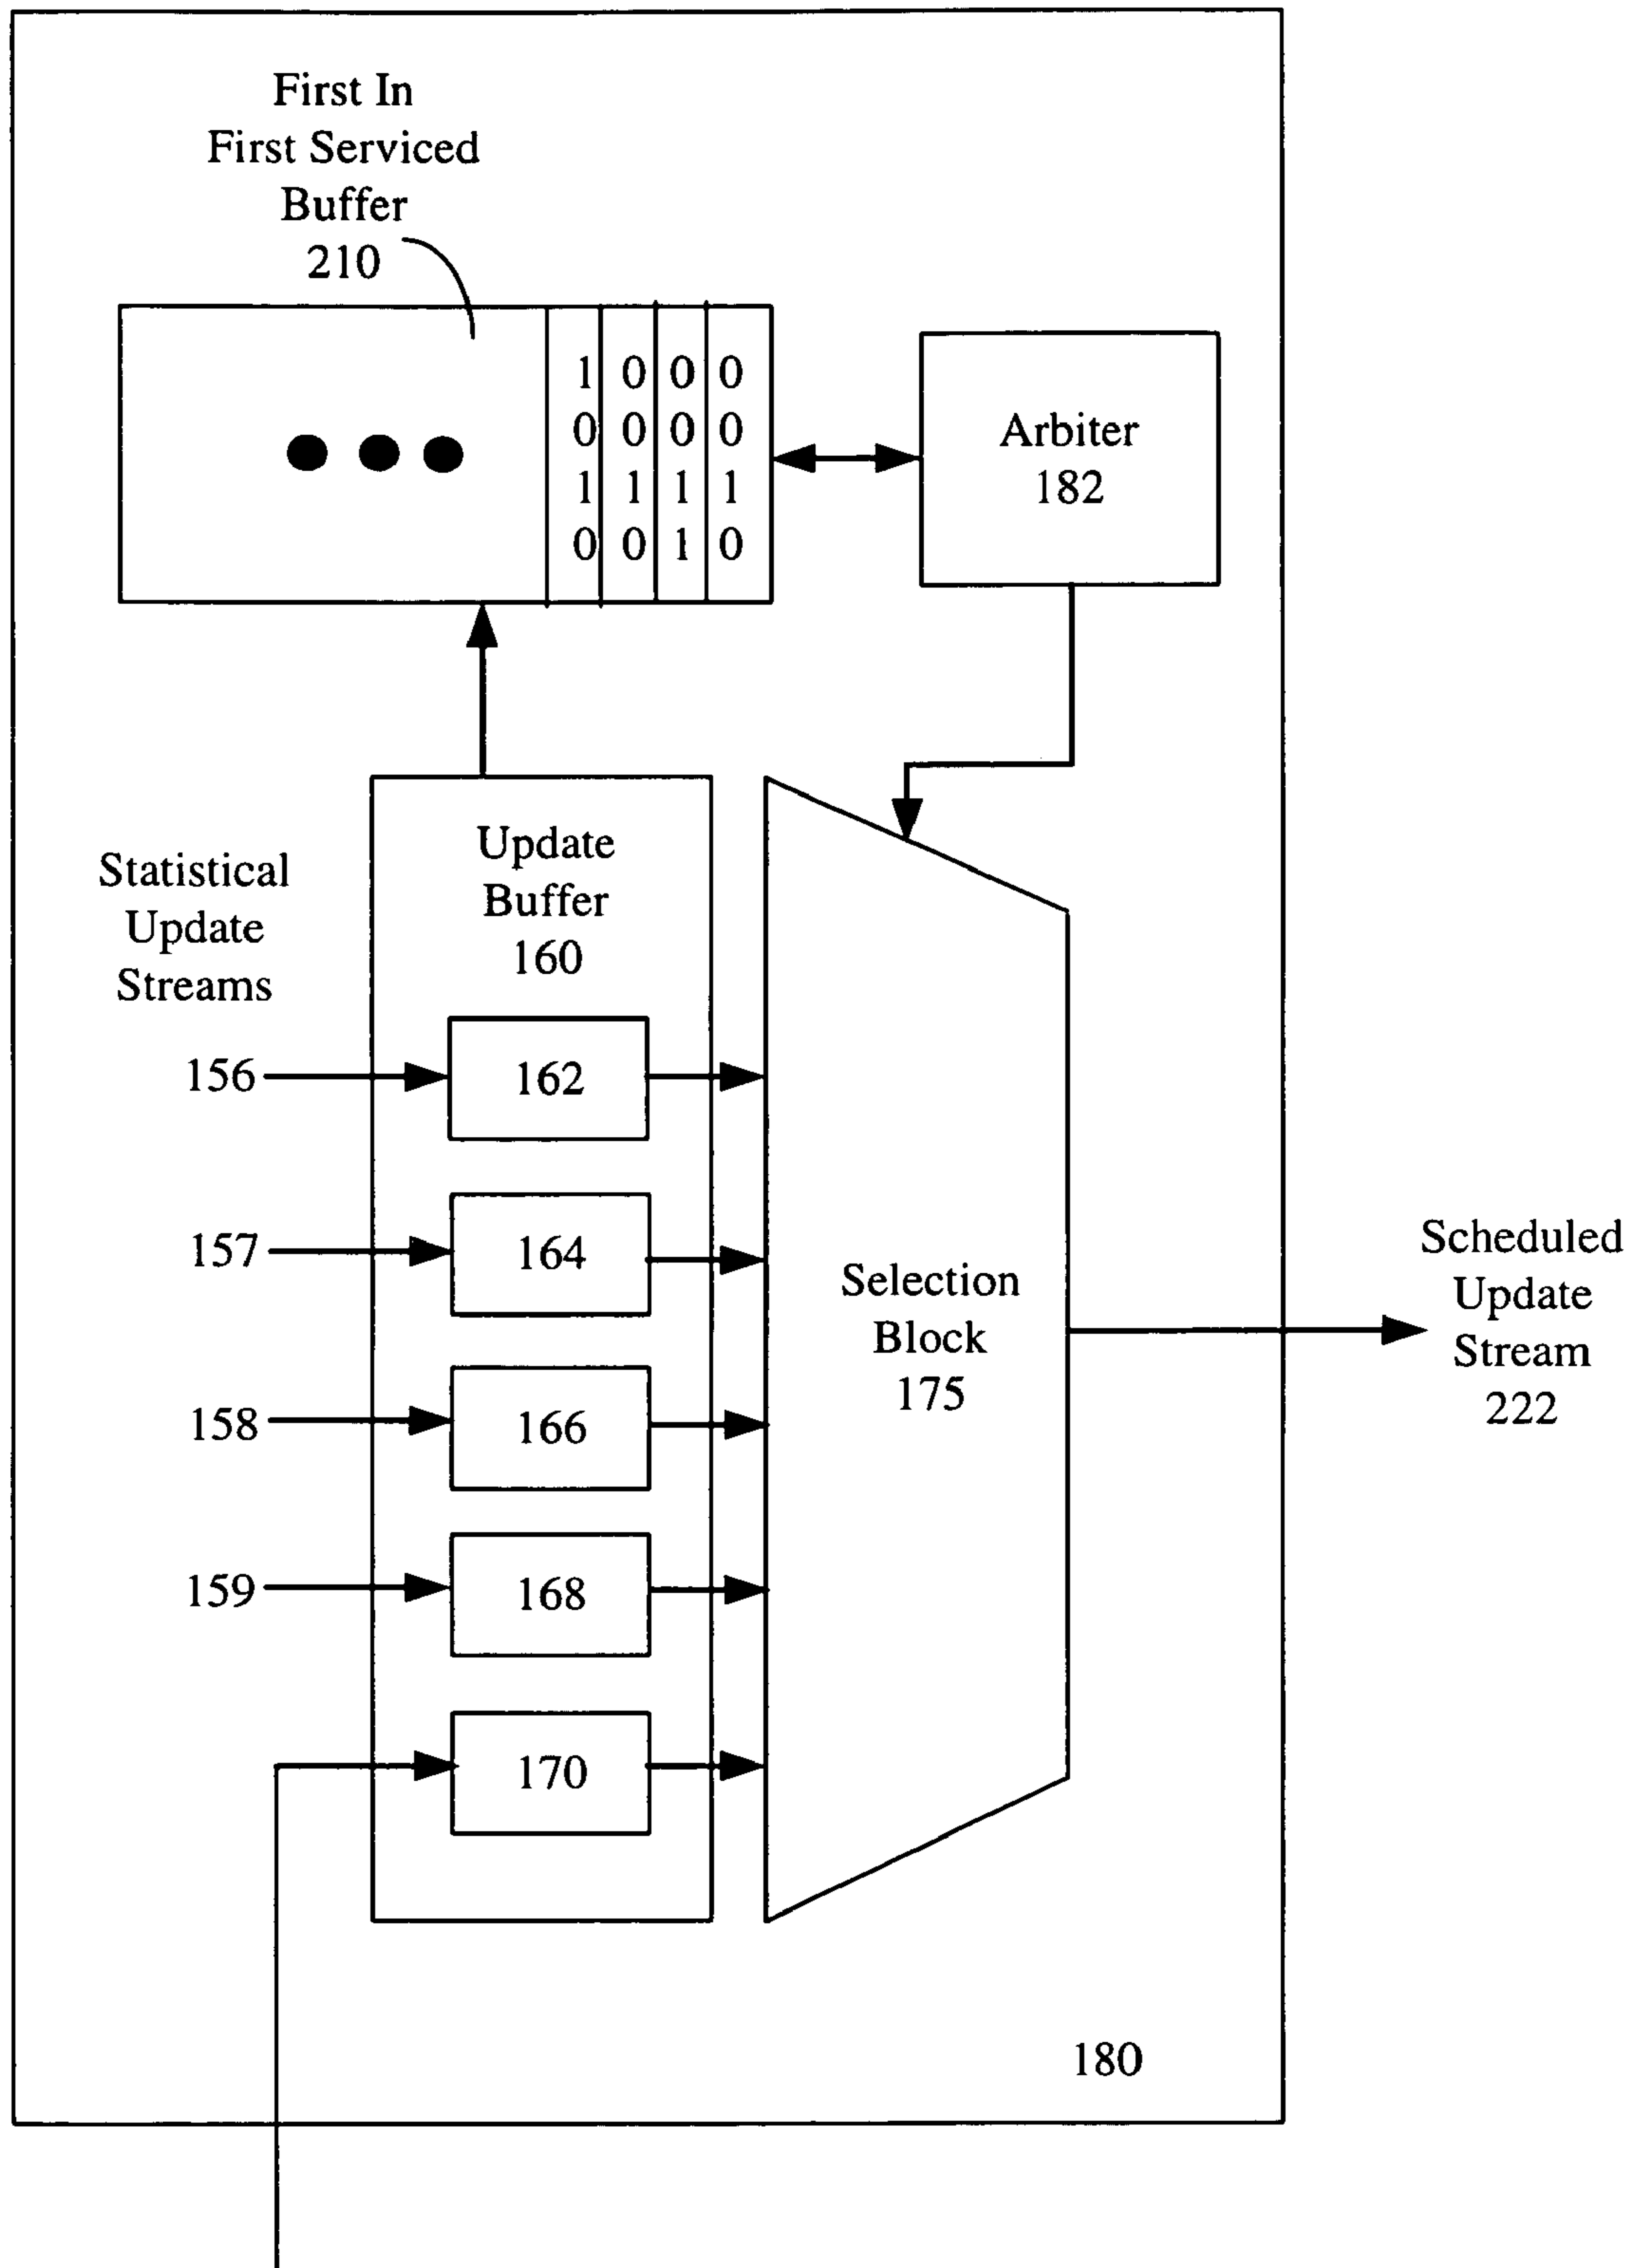 First In
First Serviced
Buffer
210
1 0 0 0
0 0 0 0
1 1 1 1
0 0 1 0
Arbiter
182
Statistical
Update
Streams
Update
Buffer
160
156
162
157
164
158
166
159
168
170
Selection
Block
175
Scheduled
Update
Stream
222
180